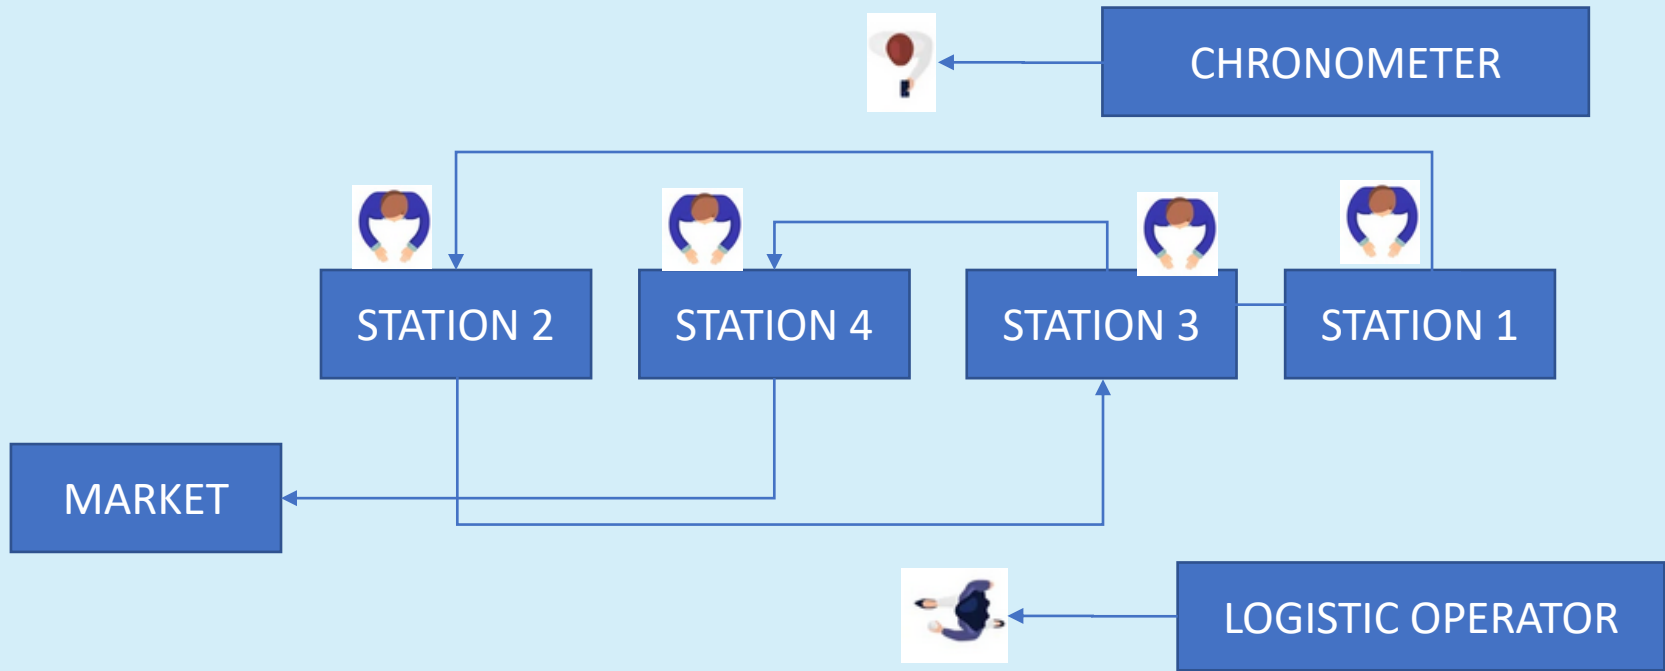 CHRONOMETER
STATION 2
STATION 4
STATION 3
STATION 1
MARKET
LOGISTIC OPERATOR